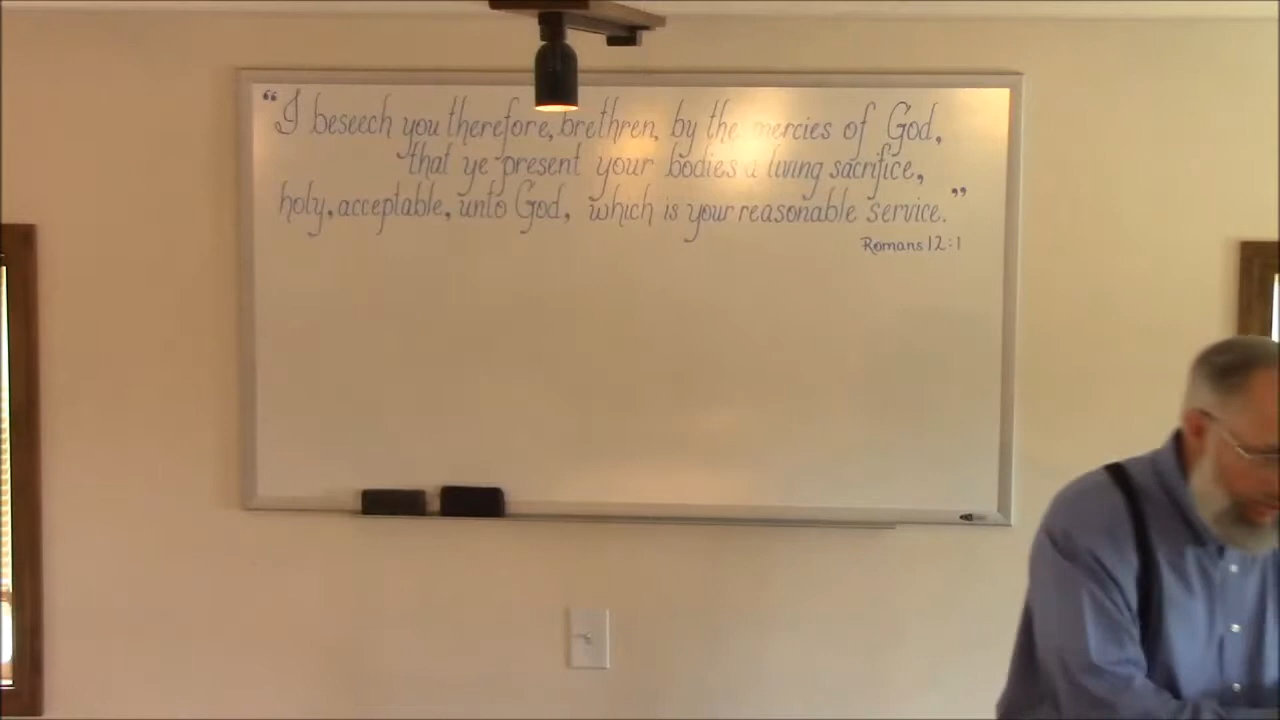 “I beseech you therefore, brethren, by the mercies of God,
that ye present your bodies a living sacrifice,
holy, acceptable, unto God, which is your reasonable service.”
Romans 12:1